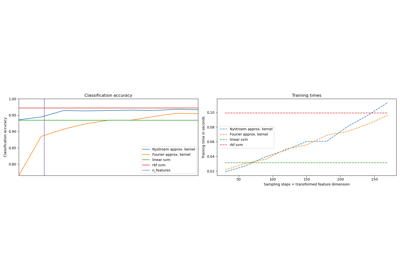 Classification accuracy
1.00
0.95
0.90
0.85
0.80
Classification accuracy
Nystroem approx. kernel
Fourier approx. kernel
linear svm
rbf svm
n_features
Training times
0.10
0.08
0.06
0.04
0.02
Training time in seconds
Nystroem approx. kernel
Fourier approx. kernel
linear svm
rbf svm
50
100
150
200
250
Sampling steps = transformed feature dimension